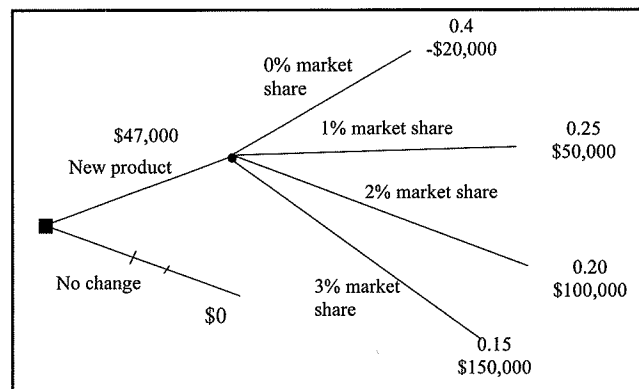 0.4
-$20,000
0% market
share
$47,000
1% market share
0.25
$50,000
New product
2% market share
No change
$0
3% market
share
0.20
$100,000
0.15
$150,000